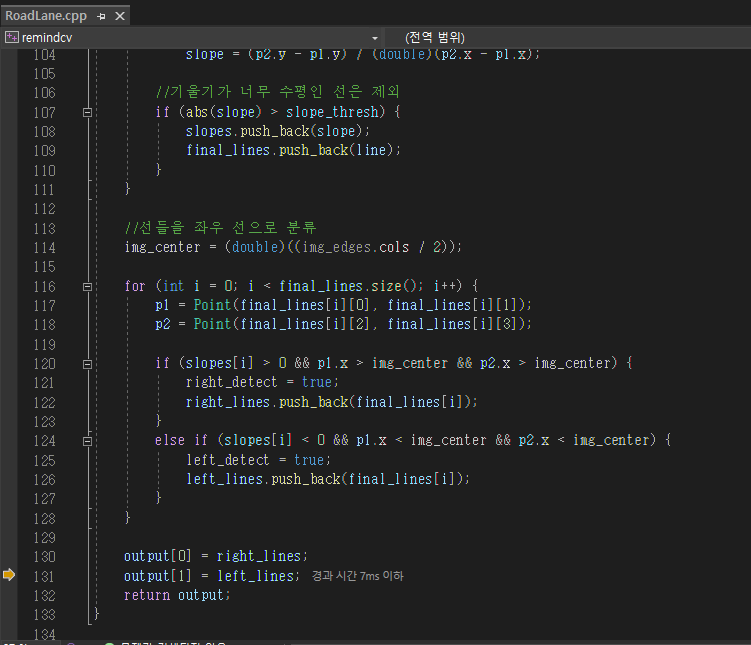 RoadLane.cpp
remindcv (전역 범위)
104 slope = (p2.y - p1.y) / (double)(p2.x - p1.x);
105
106 //기울기가 너무 수평인 선은 제외
107 if (abs(slope) > slope_thresh) {
108 slopes.push_back(slope);
109 final_lines.push_back(line);
110 }
111 }
112
113 //선들을 좌우 선으로 분류
114 img_center = (double)((img_edges.cols / 2));
115
116 for (int i = 0; i < final_lines.size(); i++) {
117 p1 = Point(final_lines[i][0], final_lines[i][1]);
118 p2 = Point(final_lines[i][2], final_lines[i][3]);
119
120 if (slopes[i] > 0 && p1.x > img_center && p2.x > img_center) {
121 right_detect = true;
122 right_lines.push_back(final_lines[i]);
123 }
124 else if (slopes[i] < 0 && p1.x < img_center && p2.x < img_center) {
125 left_detect = true;
126 left_lines.push_back(final_lines[i]);
127 }
128 }
129
130 output[0] = right_lines;
131 output[1] = left_lines; 경과 시간 7ms 이하
132 return output;
133 }
134